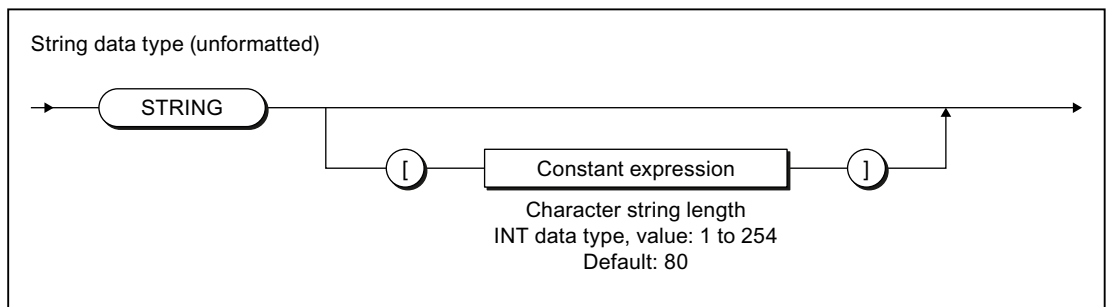 String data type (unformatted)
STRING
[ Constant expression ]
Character string length
INT data type, value: 1 to 254
Default: 80